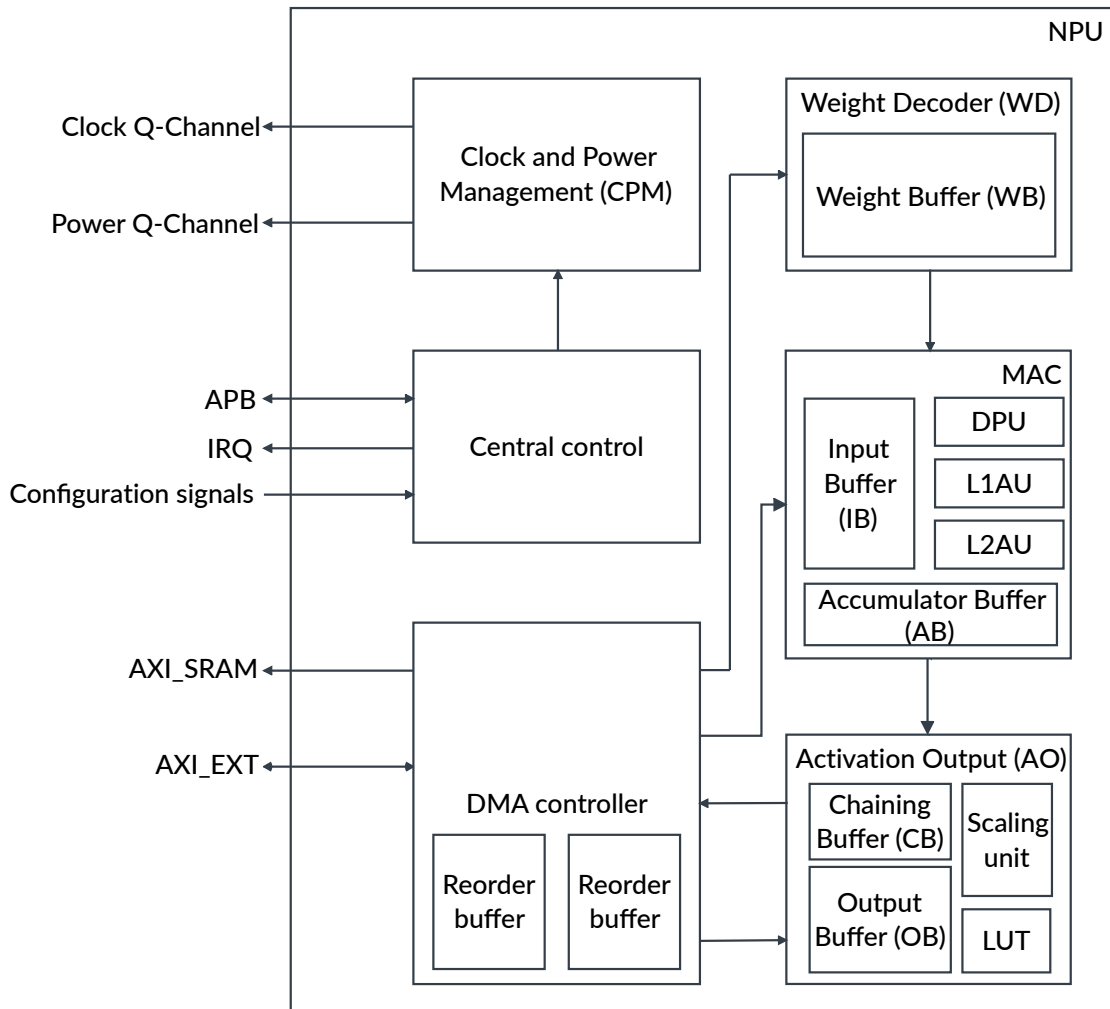 NPU
Clock Q-Channel
Power Q-Channel
Clock and Power
Management (CPM)
Weight Decoder (WD)
Weight Buffer (WB)
APB
IRQ
Configuration signals
Central control
MAC
Input
Buffer
(IB)
DPU
L1AU
L2AU
Accumulator Buffer
(AB)
AXI_SRAM
AXI_EXT
DMA controller
Reorder
buffer
Reorder
buffer
Activation Output (AO)
Chaining
Buffer (CB)
Scaling
unit
Output
Buffer (OB)
LUT